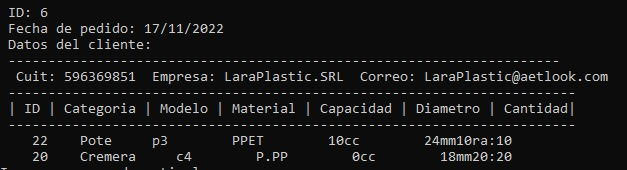 ID: 6
Fecha de pedido: 17/11/2022
Datos del cliente:
--------------------------------------------------------------------
Cuit: 596369851  Empresa: LaraPlastic.SRL  Correo: LaraPlastic@aetlook.com
----------------------------------------------------------------------
| ID | Categoria | Modelo | Material | Capacidad | Diametro | Cantidad|
----------------------------------------------------------------------
22    Pote     p3        PPET        10cc        24mm10ra:10
20    Cremera     c4        P.PP        0cc        18mm20:20